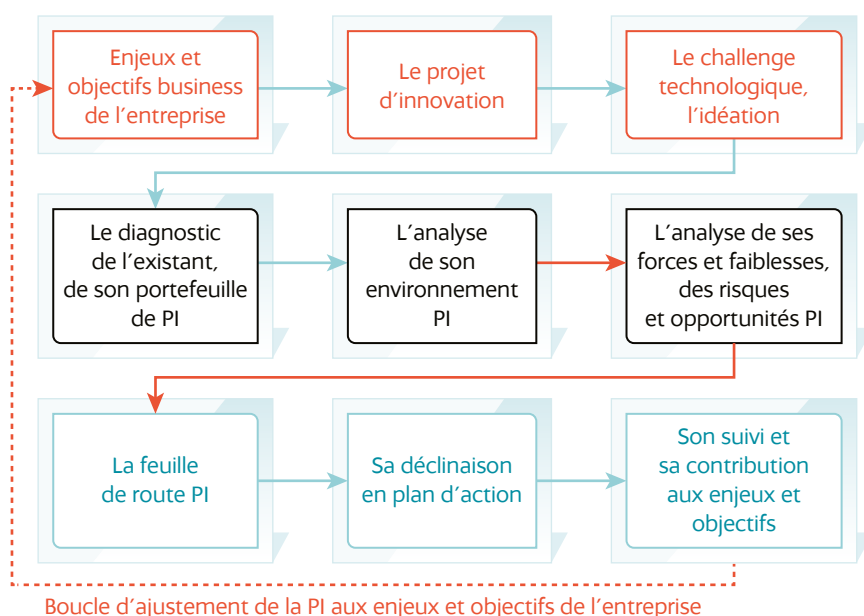 Enjeux et
objectifs business
de l'entreprise
Le projet
d'innovation
Le challenge
technologique,
l'idéation
Le diagnostic
de l'existant,
de son portefeuille
de PI
L'analyse
de son
environnement
PI
L'analyse de ses
forces et faiblesses,
des risques
et opportunités PI
La feuille
de route PI
Sa déclinaison
en plan d'action
Son suivi et
sa contribution
aux enjeux et
objectifs
Boucle d'ajustement de la PI aux enjeux et objectifs de l'entreprise